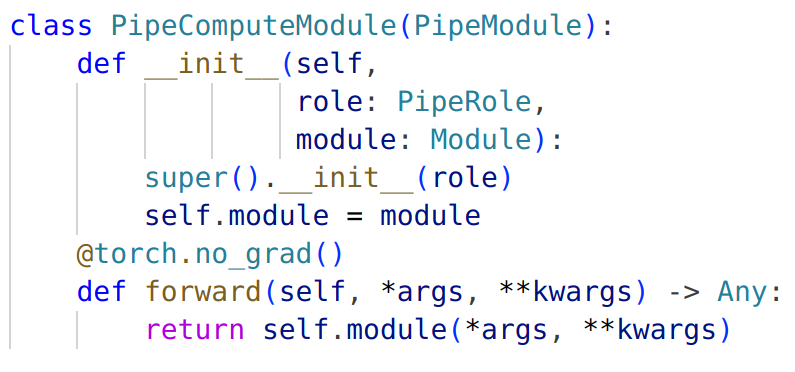 class PipeComputeModule(PipeModule):
    def __init__(self,
                 role: PipeRole,
                 module: Module):
        super().__init__(role)
        self.module = module
    @torch.no_grad()
    def forward(self, *args, **kwargs) -> Any:
        return self.module(*args, **kwargs)